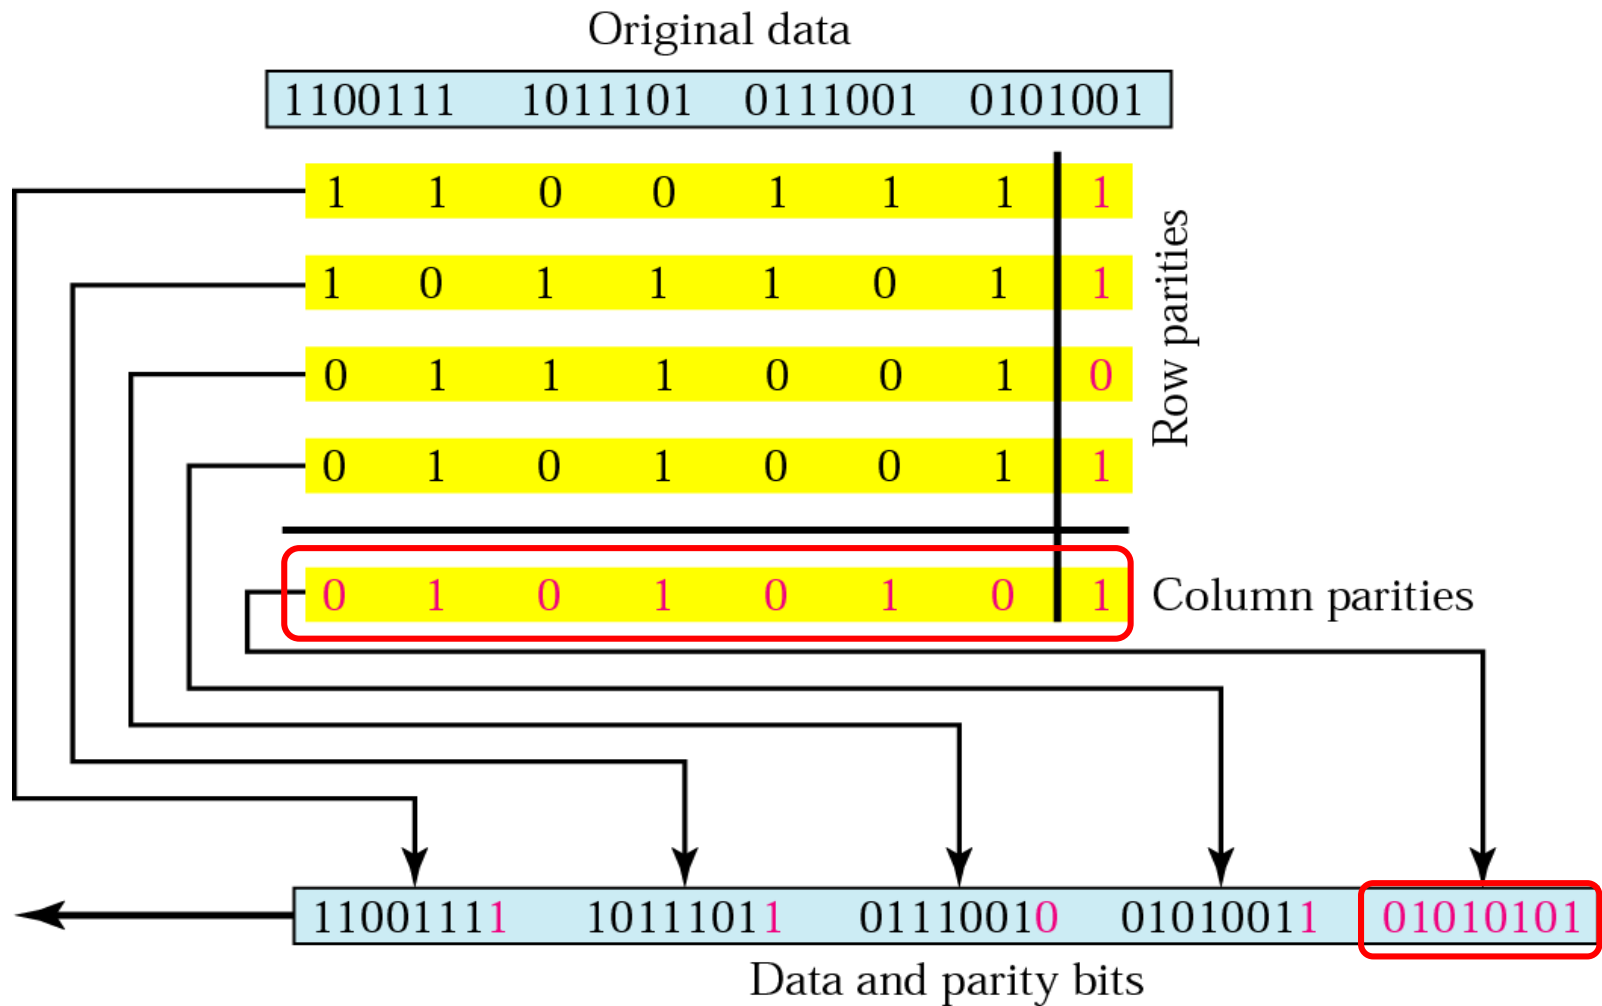 Original data
1100111 1011101 0111001 0101001
1 1 0 0 1 1 1 1
1 0 1 1 1 0 1 1
0 1 1 1 0 0 1 0
0 1 0 1 0 0 1 1
Row parities
0 1 0 1 0 1 0 1 Column parities
11001111 10111011 01110010 01010011 01010101
Data and parity bits